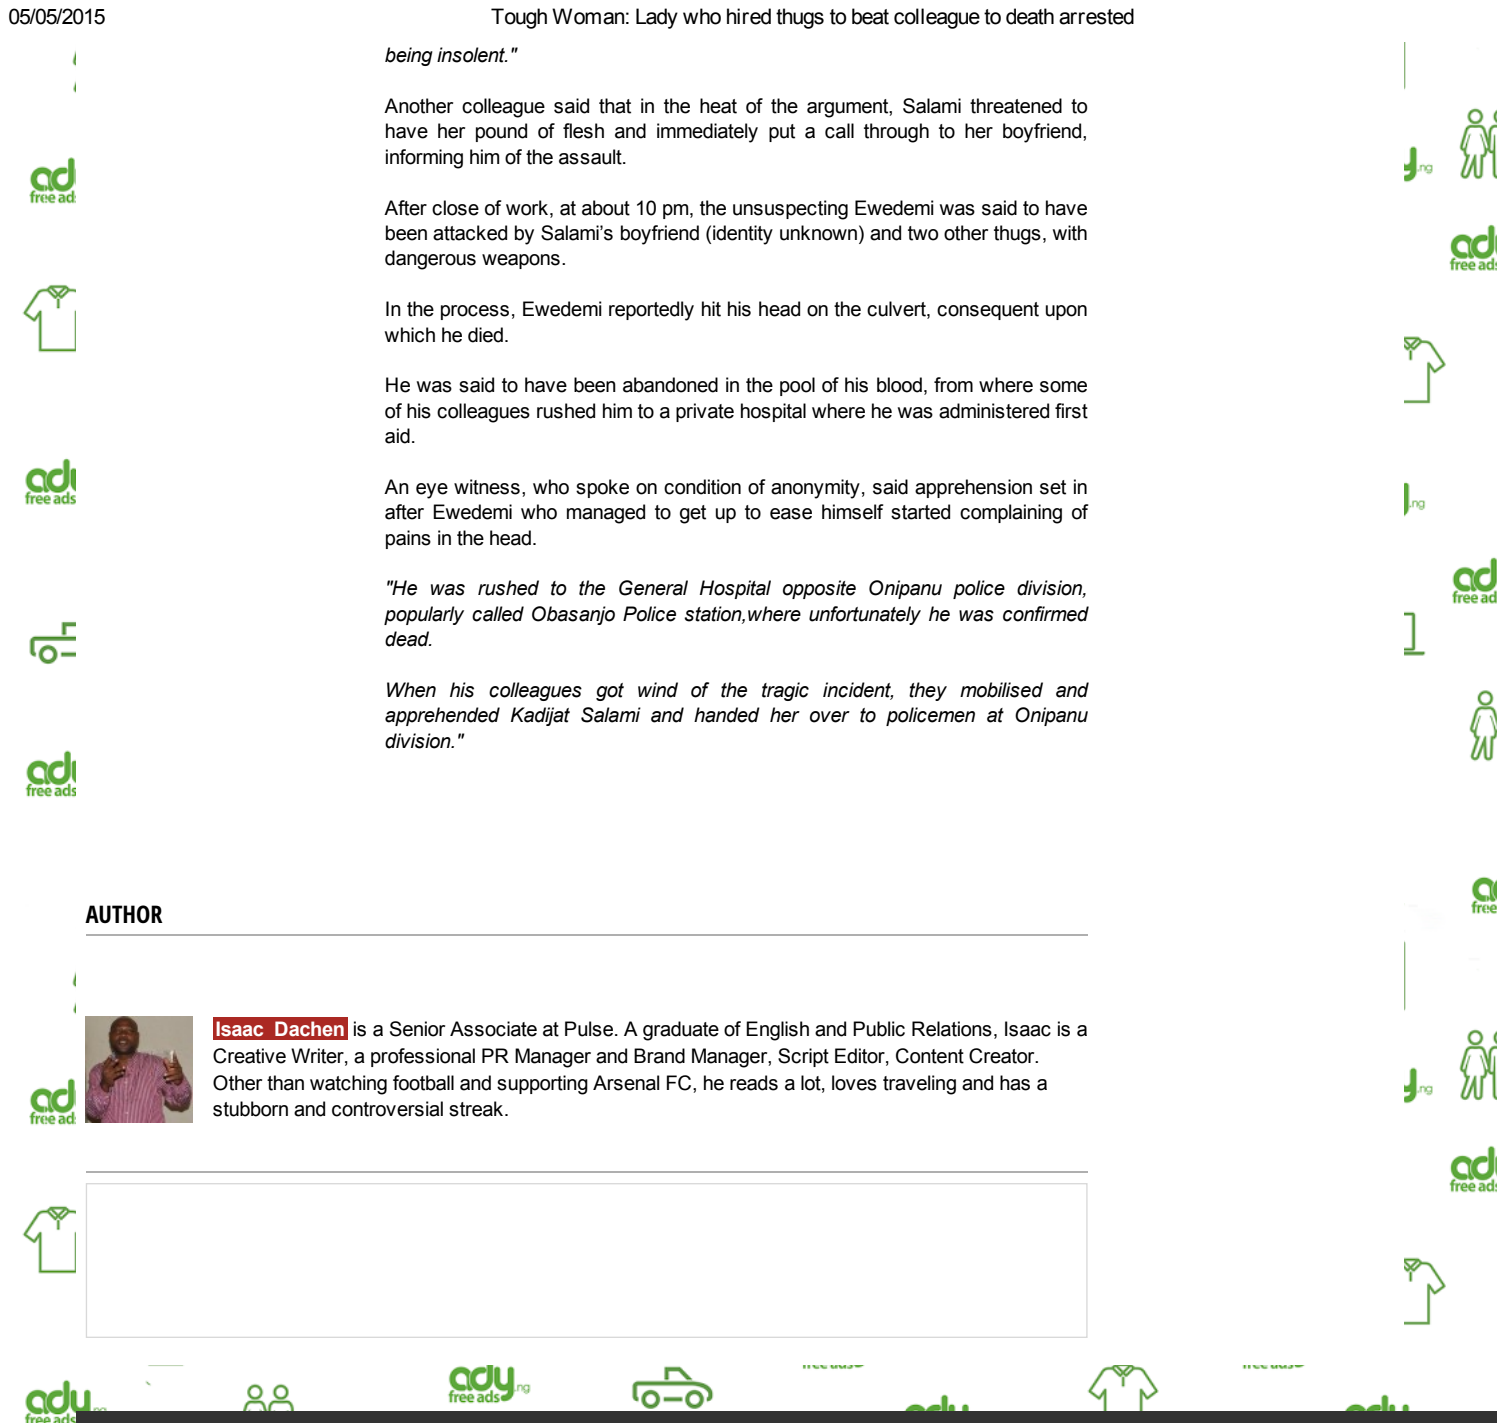 05/05/2015
Tough Woman: Lady who hired thugs to beat colleague to death arrested
being insolent."
Another colleague said that in the heat of the argument, Salami threatened to
have her pound of flesh and immediately put a call through to her boyfriend,
informing him of the assault.
After close of work, at about 10 pm, the unsuspecting Ewedemi was said to have
been attacked by Salami’s boyfriend (identity unknown) and two other thugs, with
dangerous weapons.
In the process, Ewedemi reportedly hit his head on the culvert, consequent upon
which he died.
He was said to have been abandoned in the pool of his blood, from where some
of his colleagues rushed him to a private hospital where he was administered first
aid.
An eye witness, who spoke on condition of anonymity, said apprehension set in
after Ewedemi who managed to get up to ease himself started complaining of
pains in the head.
"He was rushed to the General Hospital opposite Onipanu police division,
popularly called Obasanjo Police station,where unfortunately he was confirmed
dead.
When his colleagues got wind of the tragic incident, they mobilised and
apprehended Kadijat Salami and handed her over to policemen at Onipanu
division."
AUTHOR
Isaac Dachen is a Senior Associate at Pulse. A graduate of English and Public Relations, Isaac is a
Creative Writer, a professional PR Manager and Brand Manager, Script Editor, Content Creator.
Other than watching football and supporting Arsenal FC, he reads a lot, loves traveling and has a
stubborn and controversial streak.
ady.ng
free ads
ady.ng
free ads